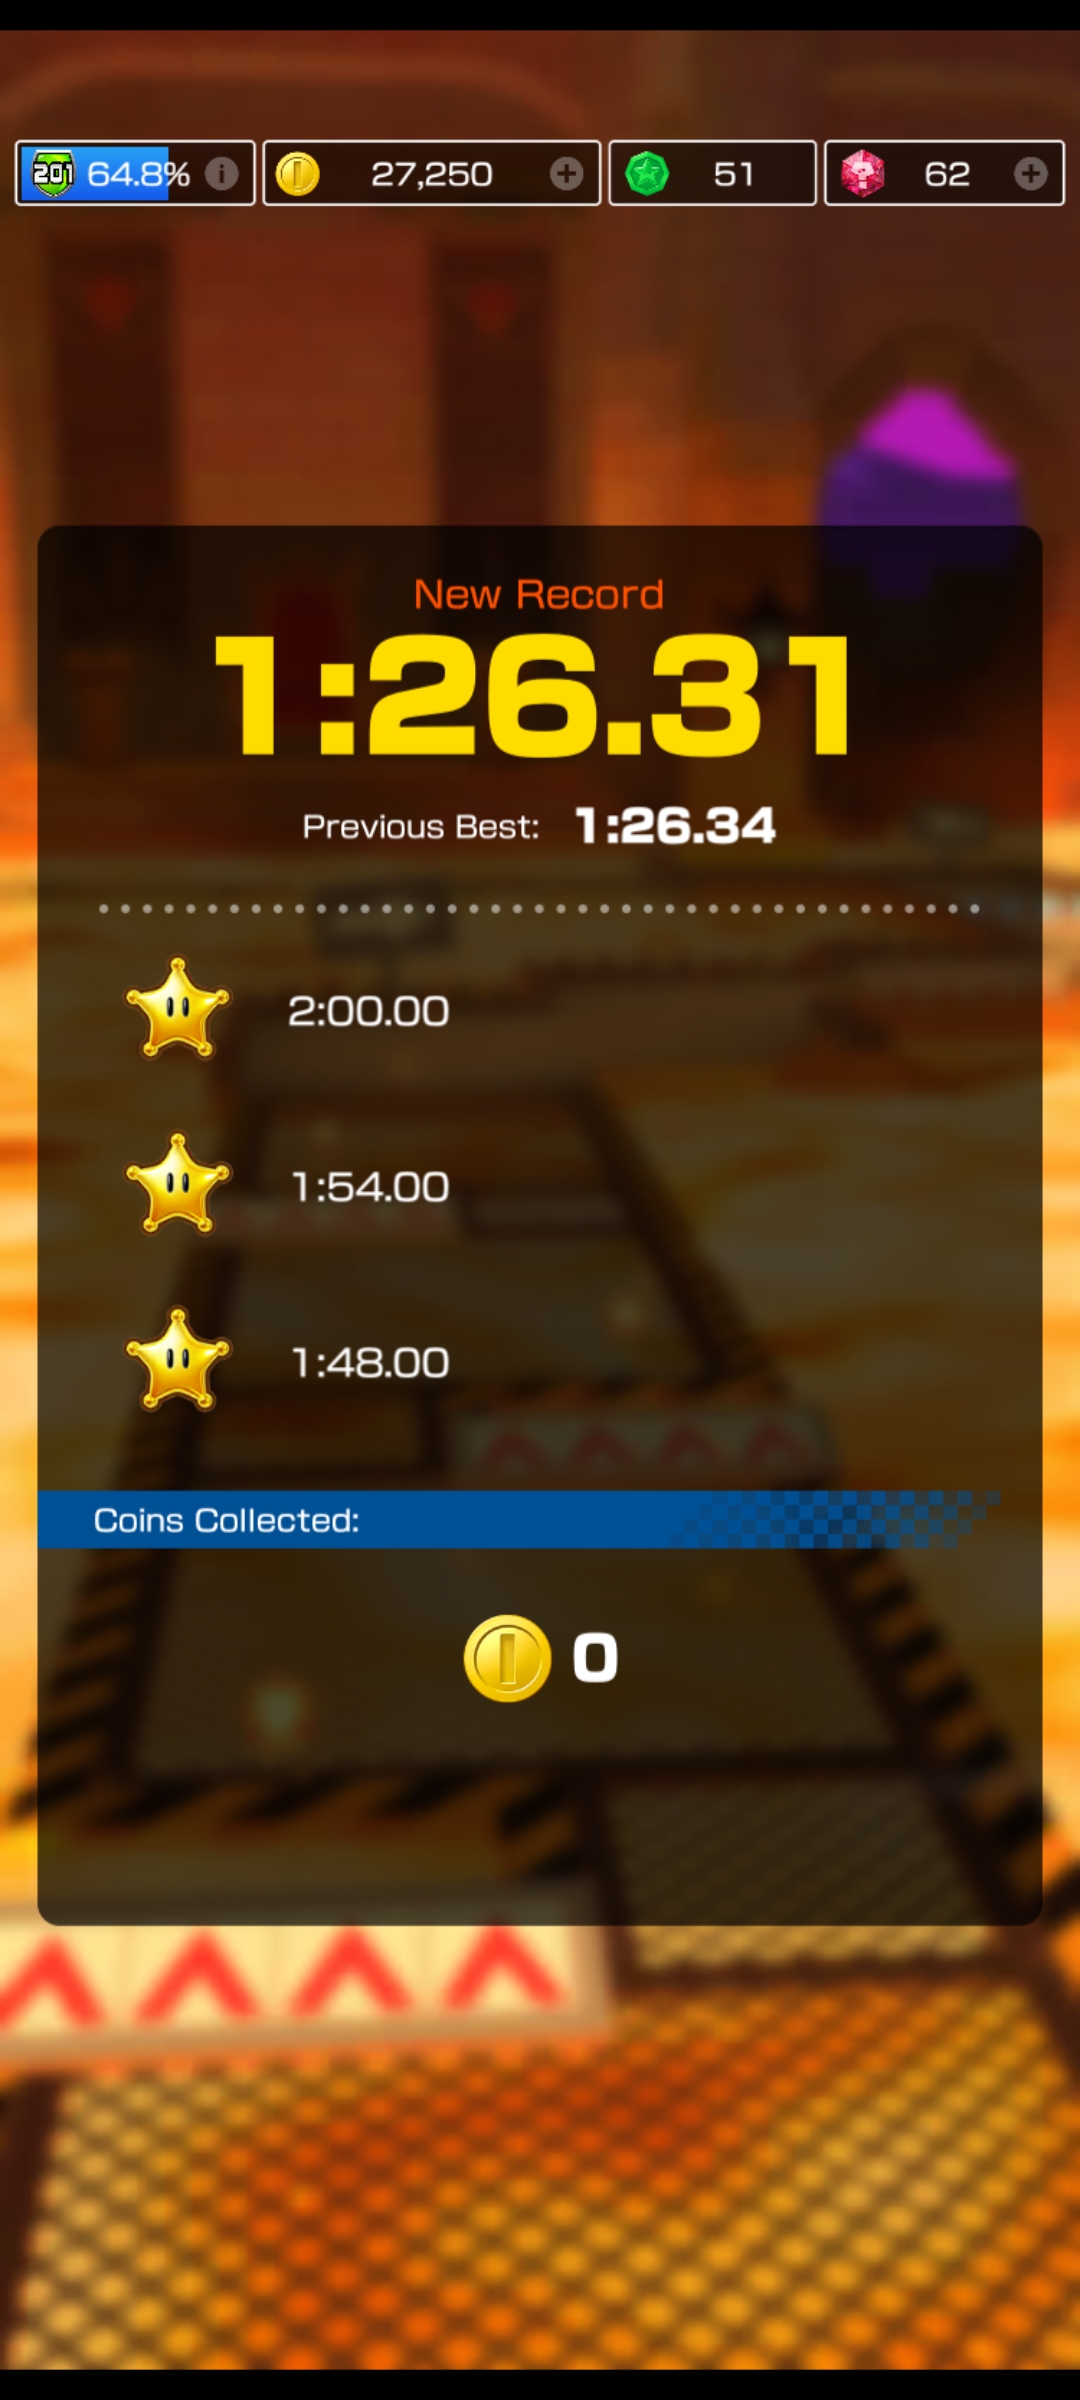 201 64.8% i 27,250 + 51 62 +
New Record
1:26.31
Previous Best: 1:26.34
2:00.00
1:54.00
1:48.00
Coins Collected:
0